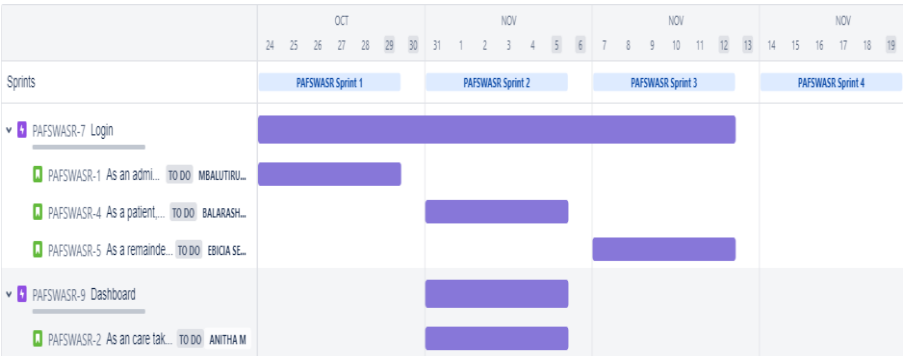 OCT NOV NOV NOV
24 25 26 27 28 29 30 31 1 2 3 4 5 6 7 8 9 10 11 12 13 14 15 16 17 18 19
Sprints PAFSWASR Sprint 1 PAFSWASR Sprint 2 PAFSWASR Sprint 3 PAFSWASR Sprint 4
PAFSWASR-7 Login
PAFSWASR-1 As an admi... TO DO MBALUTIRU...
PAFSWASR-4 As a patient,... TO DO BALARASH...
PAFSWASR-5 As a remainde... TO DO EBICIA SE...
PAFSWASR-9 Dashboard
PAFSWASR-2 As an care tak... TO DO ANITHA M